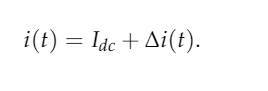 i(t) = I_{dc} + Δi(t).